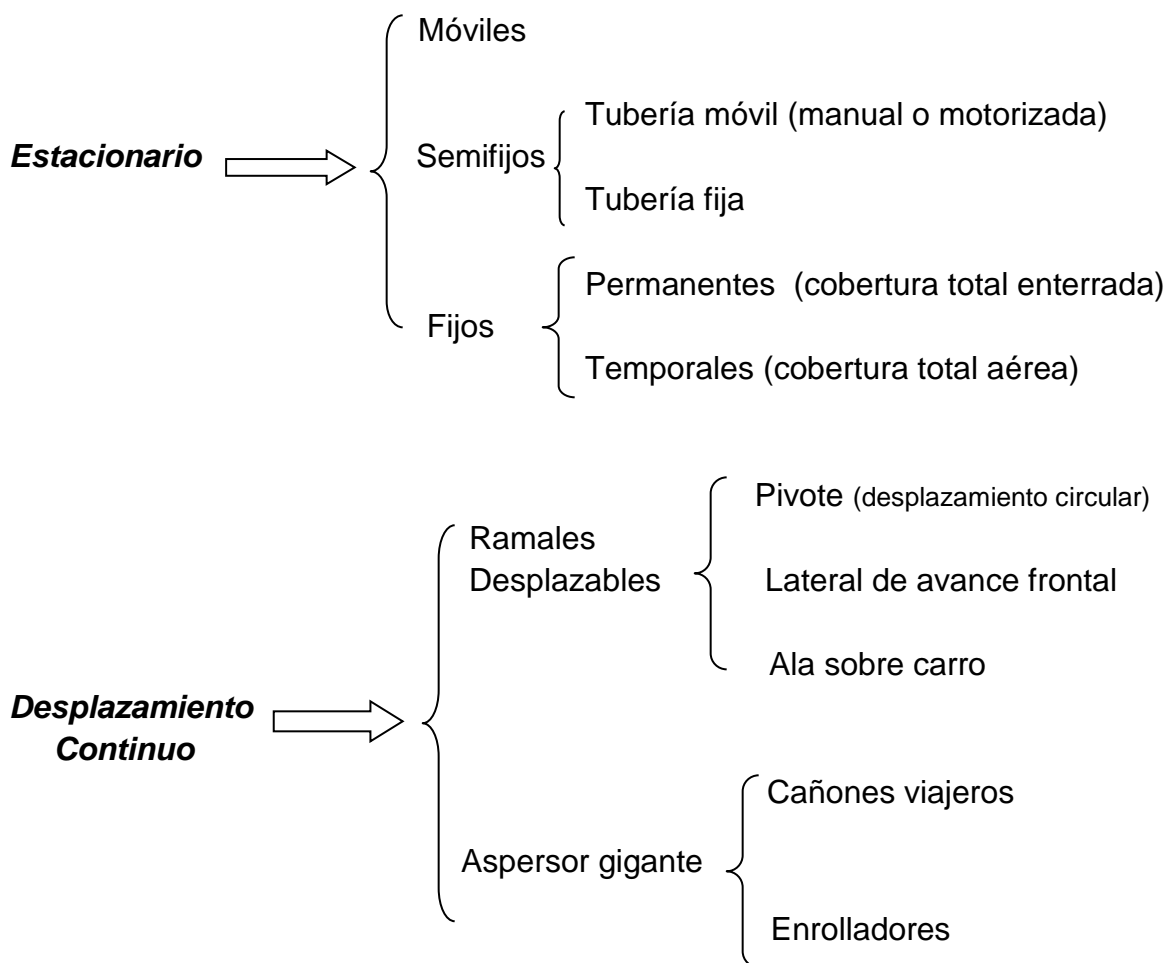 Móviles
Estacionario
Semifijos
Tubería móvil (manual o motorizada)
Tubería fija
Fijos
Permanentes (cobertura total enterrada)
Temporales (cobertura total aérea)
Desplazamiento
Continuo
Ramales
Desplazables
Pivote (desplazamiento circular)
Lateral de avance frontal
Ala sobre carro
Aspersor gigante
Cañones viajeros
Enrolladores